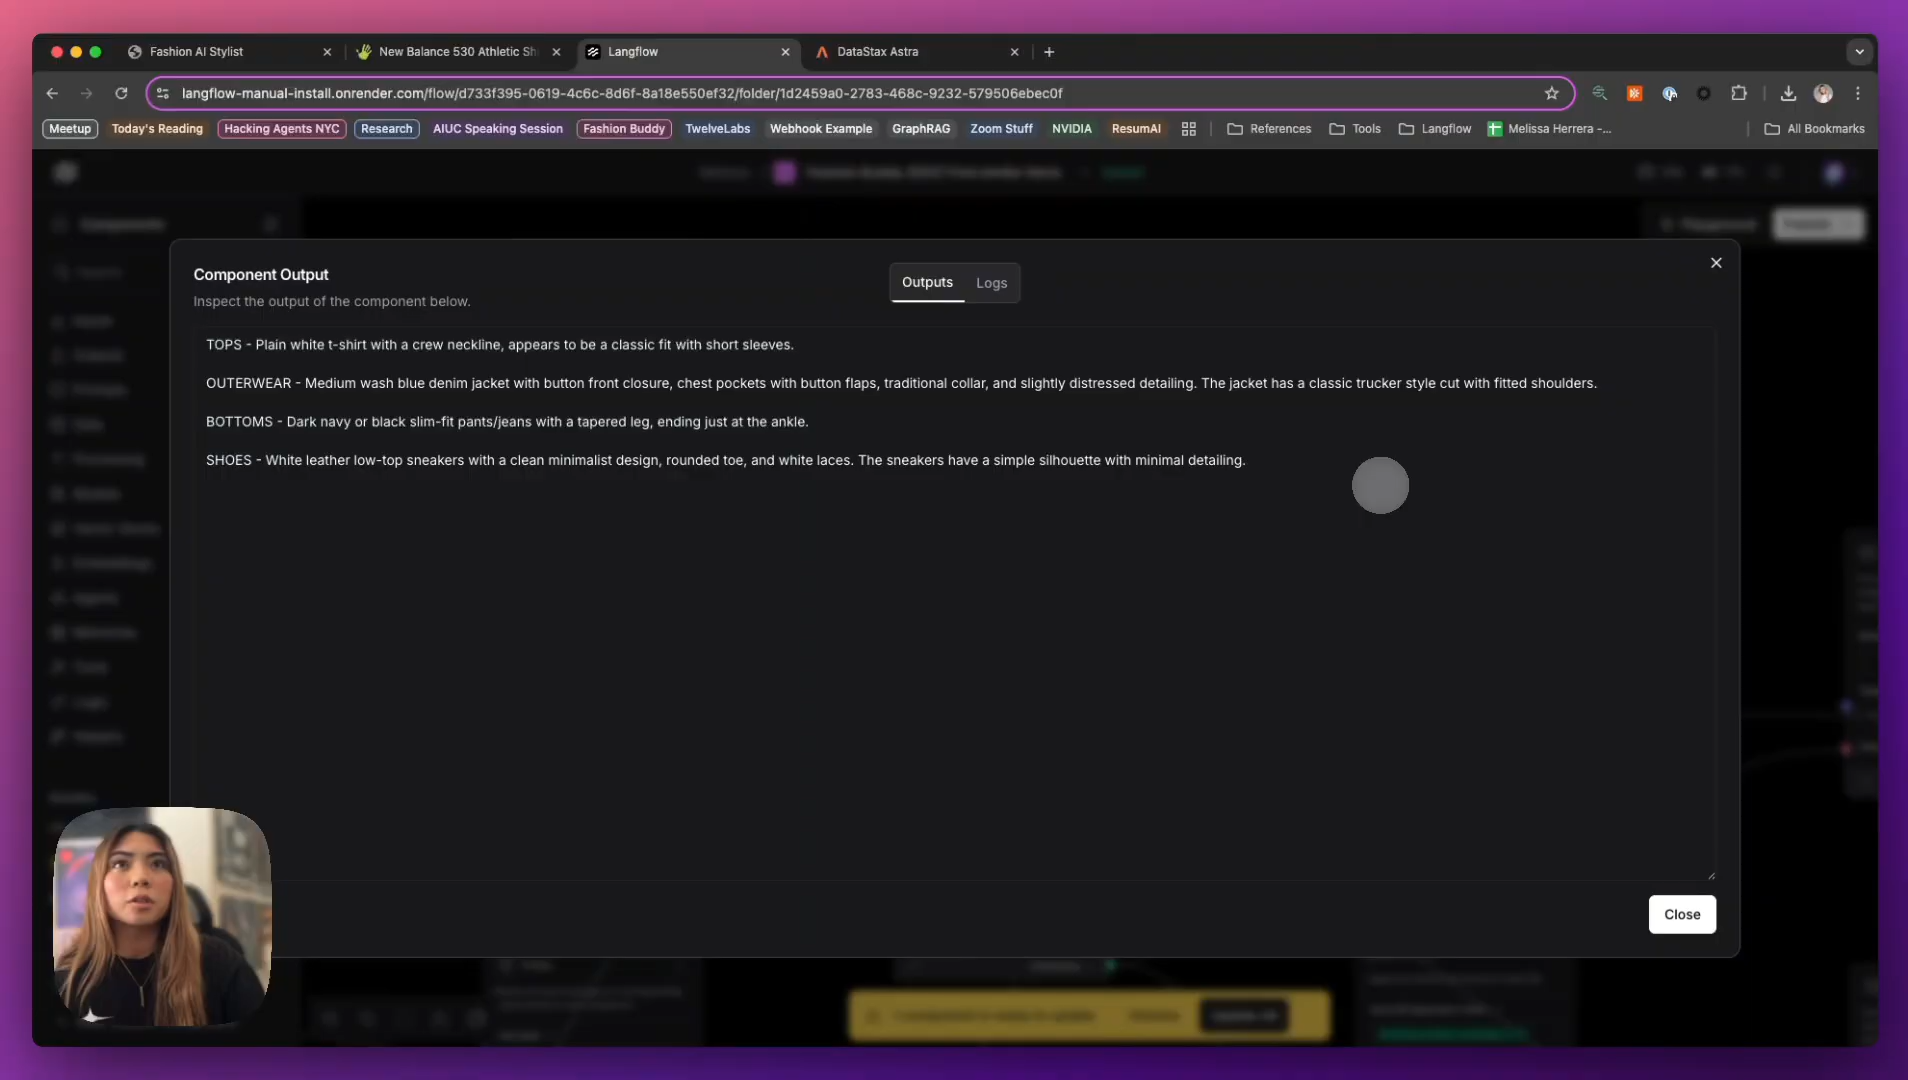 Fashion AI Stylist
New Balance 530 Athletic Sh
Langflow
DataStax Astra
langflow-manual-install.onrender.com/flow/d733f395-0619-4c6c-8d6f-8a18e550ef32/folder/1d2459a0-2783-468c-9232-579506ebec0f
Meetup Today's Reading Hacking Agents NYC Research AIUC Speaking Session Fashion Buddy TwelveLabs Webhook Example GraphRAG Zoom Stuff NVIDIA ResumAI References Tools Langflow Melissa Herrera -... All Bookmarks
Component Output
Inspect the output of the component below.
Outputs Logs
TOPS - Plain white t-shirt with a crew neckline, appears to be a classic fit with short sleeves.
OUTERWEAR - Medium wash blue denim jacket with button front closure, chest pockets with button flaps, traditional collar, and slightly distressed detailing. The jacket has a classic trucker style cut with fitted shoulders.
BOTTOMS - Dark navy or black slim-fit pants/jeans with a tapered leg, ending just at the ankle.
SHOES - White leather low-top sneakers with a clean minimalist design, rounded toe, and white laces. The sneakers have a simple silhouette with minimal detailing.
Close